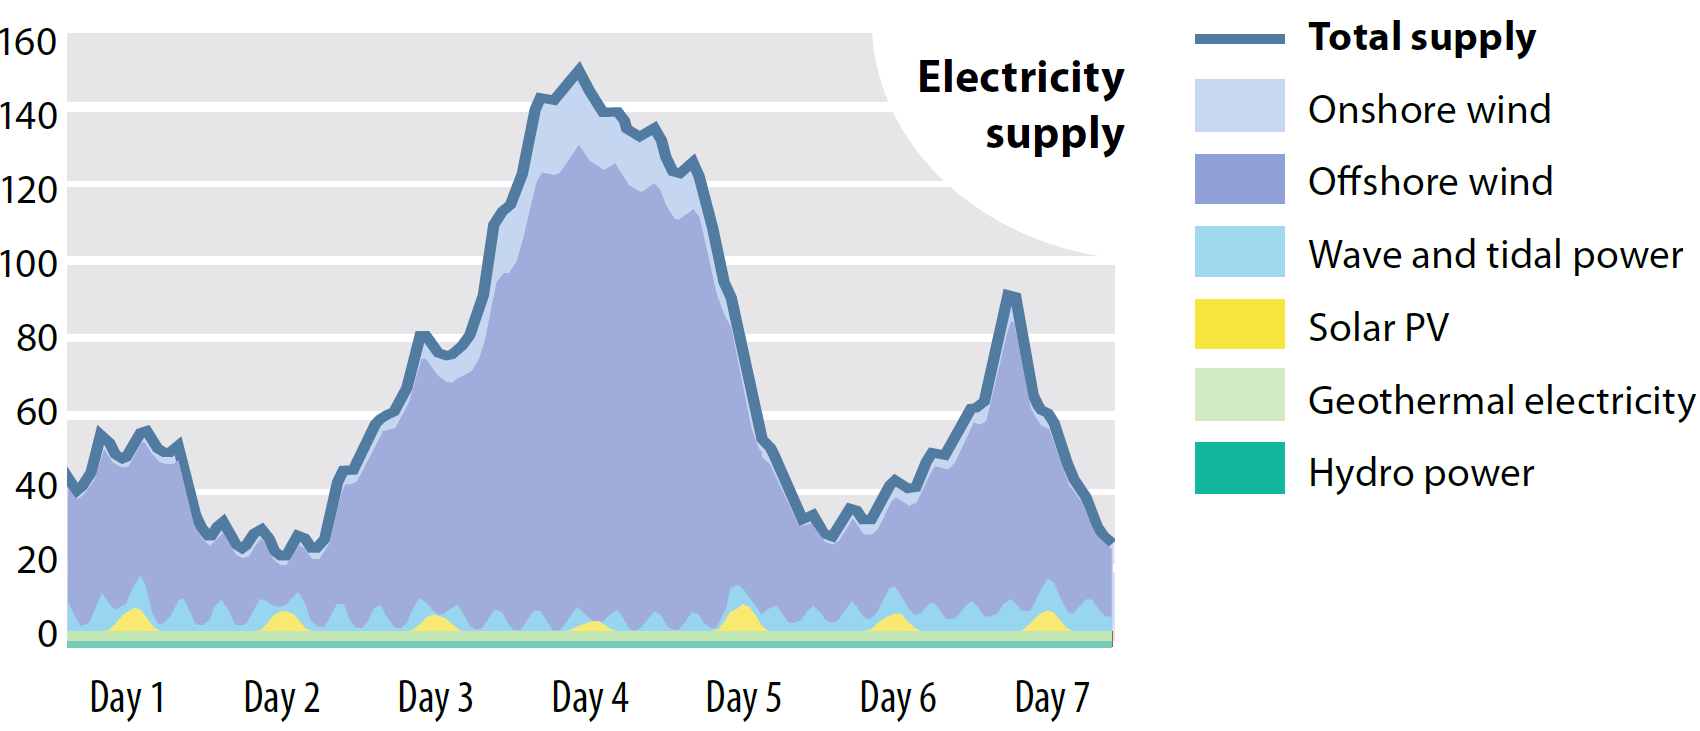 160
140
120
100
80
60
40
20
0
Electricity
supply
Day 1
Day 2
Day 3
Day 4
Day 5
Day 6
Day 7
Total supply
Onshore wind
Offshore wind
Wave and tidal power
Solar PV
Geothermal electricity
Hydro power